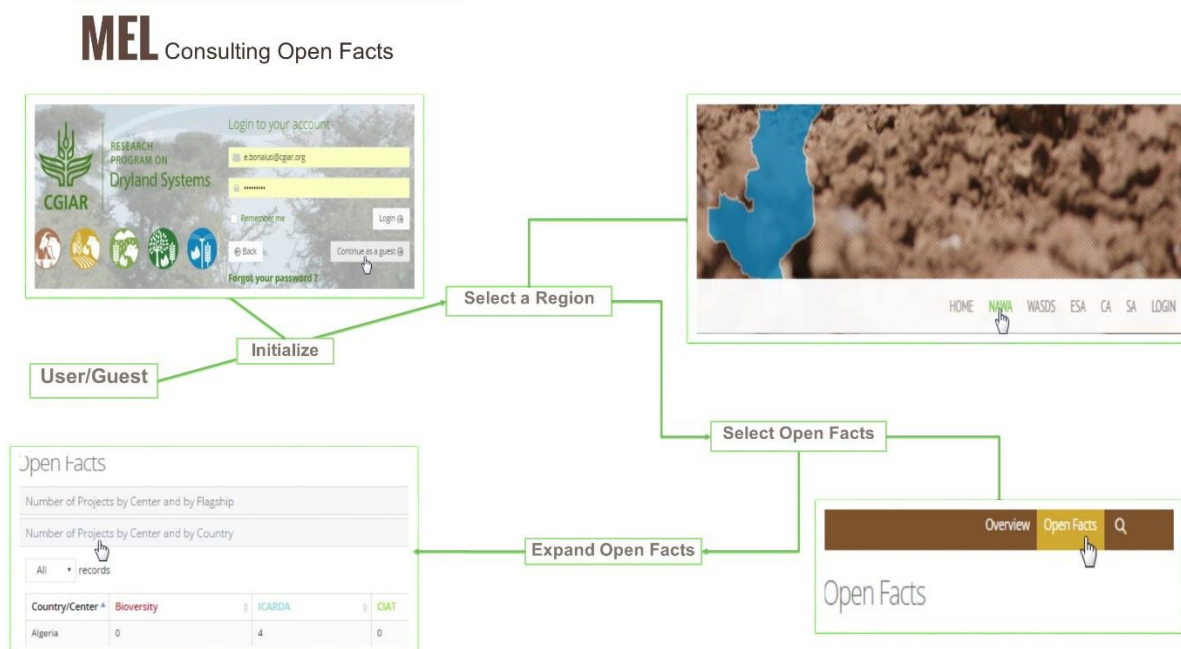 MEL Consulting Open Facts
Login to your account
RESEARCH
PROGRAM ON
Dryland Systems
CGIAR
e.bonaiuti@cgiar.org
Remember me
Login
Back
Continue as a guest
Forgot your password ?
Select a Region
HOME NAWA WASDS ESA CA SA LOGIN
Initialize
User/Guest
Select Open Facts
Overview Open Facts
Open Facts
Expand Open Facts
Open Facts
Number of Projects by Center and by Flagship
Number of Projects by Center and by Country
All records
Country/Center Bioversity ICARDA CIAT
Algeria 0 4 0